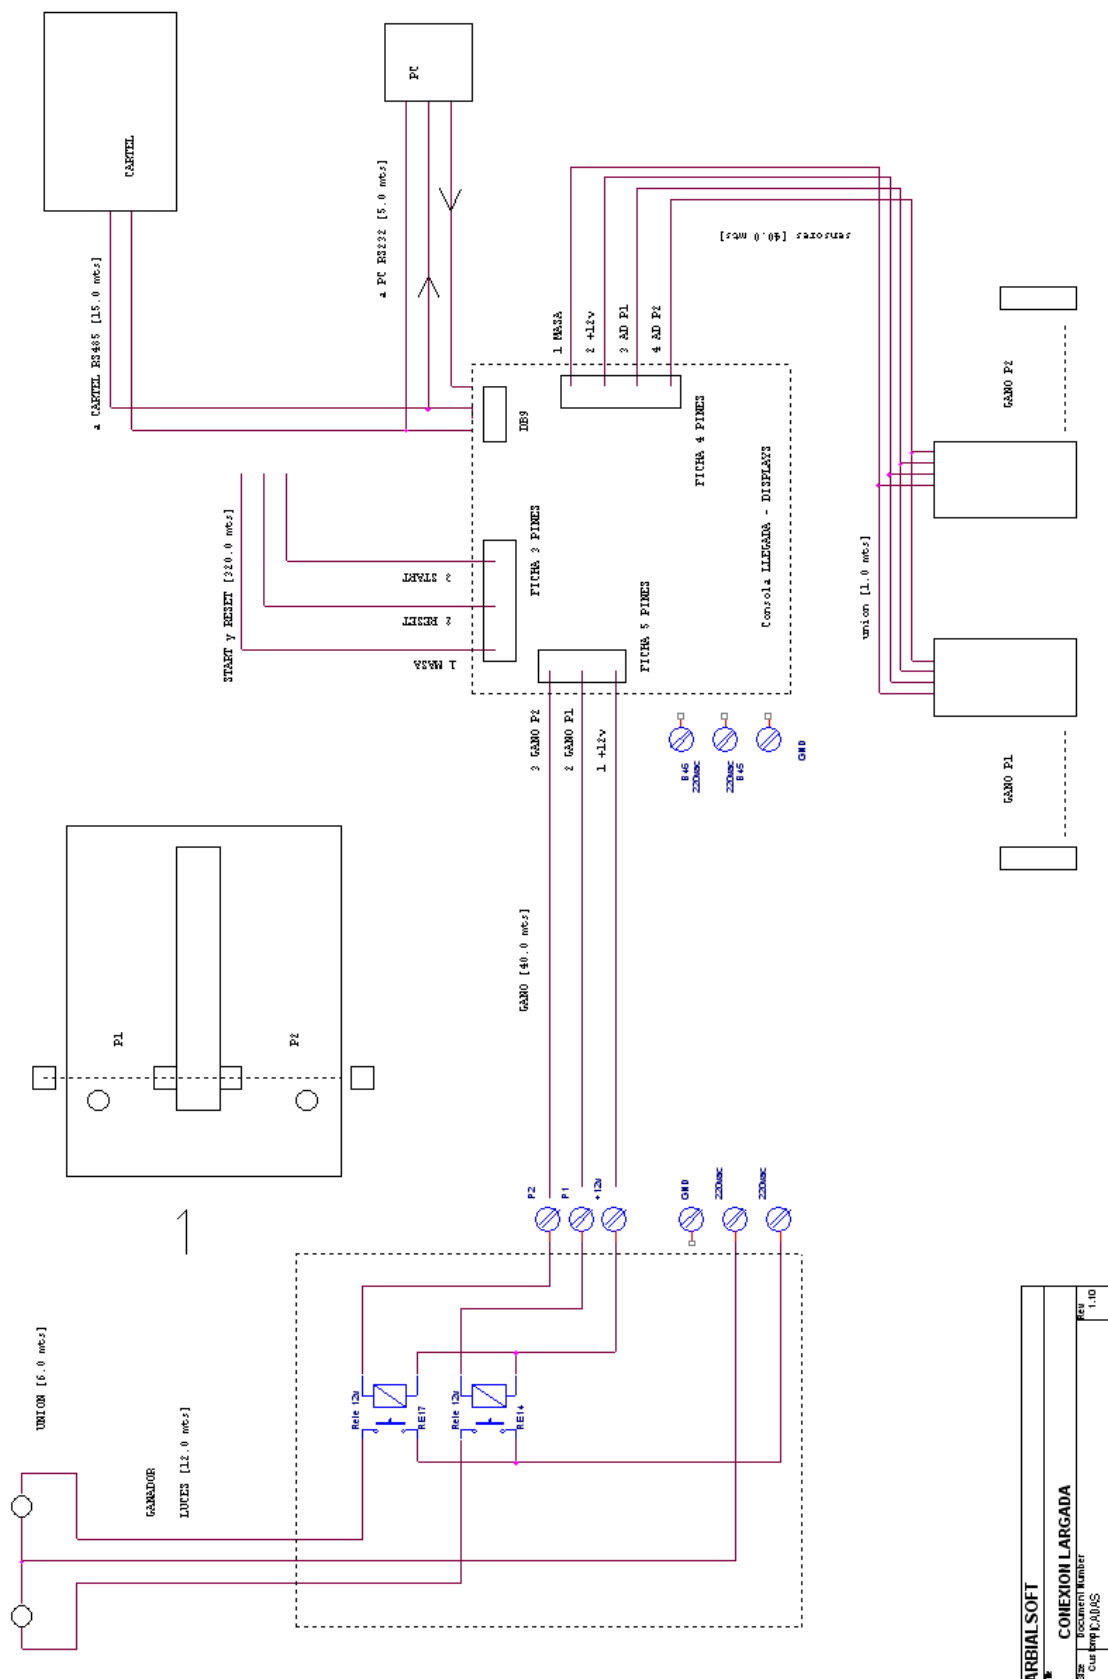 CARTEL
PC
a CARTEL RS485 [15.0 mts]
a PC RS232 [5.0 mts]
sensores [40.0 mts]
1 MASA
2 +12v
3 AD P1
4 AD P2
DB9
FICHA 4 PINES
GANO P2
START y RESET [320.0 mts]
3 START
2 RESET
1 MASA
FICHA 3 PINES
FICHA 5 PINES
Consola LLEGADA - DISPLAYS
union [1.0 mts]
GANO P1
3 GANO P2
2 GANO P1
1 +12v
220vac
220vac
GND
GANO [40.0 mts]
P1
P2
P2
P1
+12v
GND
220vac
220vac
UNION [6.0 mts]
GANADOR
LUCES [12.0 mts]
Rele 12v
RE17
Rele 12v
RE14
ARBIALSOFT
CONEXION LARGADA
Document Number
PICADAS
Rev
1.10